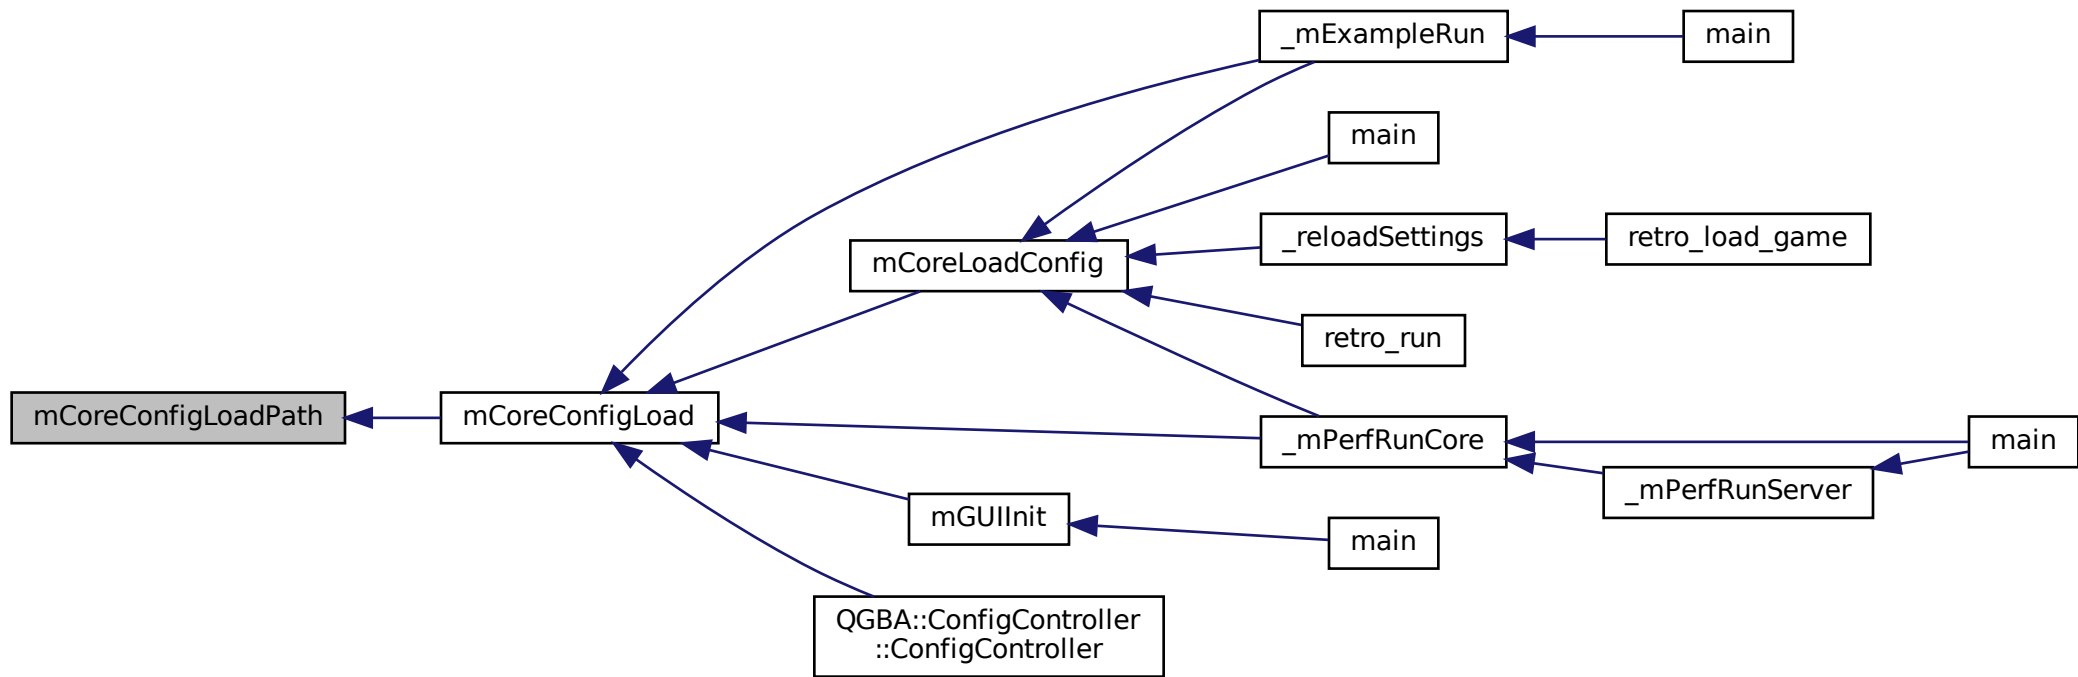 _mExampleRun
main
main
mCoreLoadConfig
_reloadSettings
retro_load_game
retro_run
mCoreConfigLoadPath
mCoreConfigLoad
_mPerfRunCore
main
_mPerfRunServer
mGUIInit
main
QGBA::ConfigController
::ConfigController